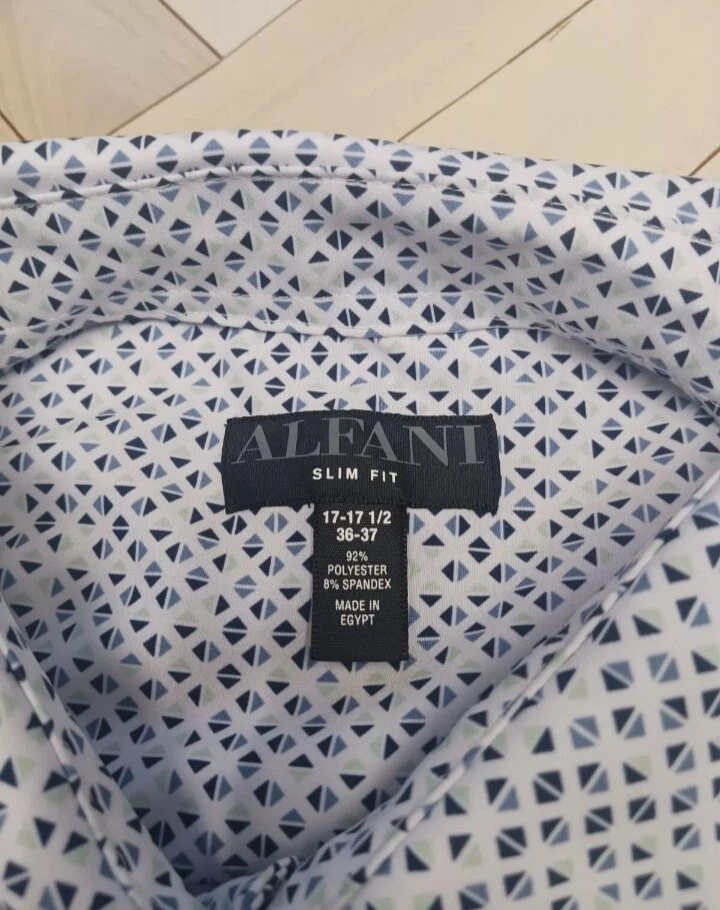 ALFANI
SLIM FIT
17-17 1/2
36-37
92%
POLYESTER
8% SPANDEX
MADE IN
EGYPT